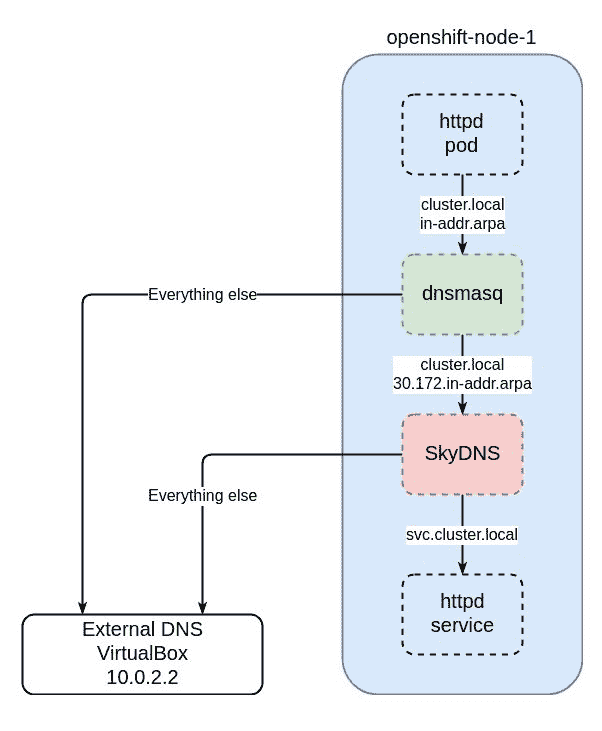 openshift-node-1
httpd
pod
cluster.local
in-addr.arpa
Everything else
dnsmasq
cluster.local
30.172.in-addr.arpa
SkyDNS
Everything else
svc.cluster.local
httpd
service
External DNS
VirtualBox
10.0.2.2